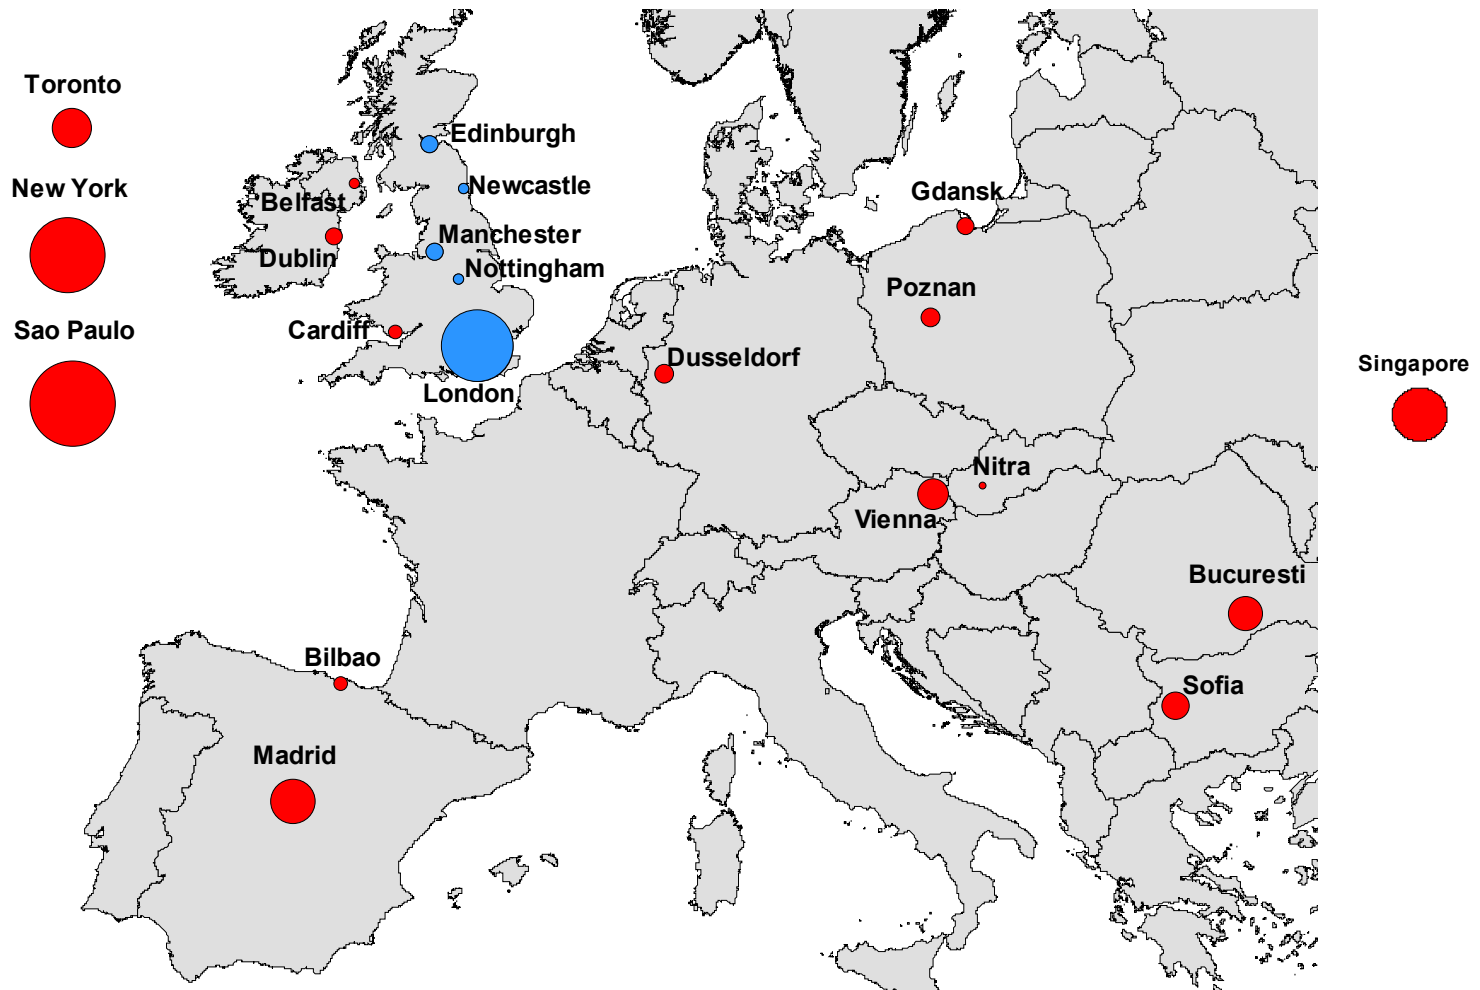 Toronto
New York
Sao Paulo
Edinburgh
Newcastle
Belfast
Manchester
Dublin
Nottingham
Cardiff
London
Gdansk
Poznan
Dusseldorf
Nitra
Vienna
Bucuresti
Sofia
Bilbao
Madrid
Singapore